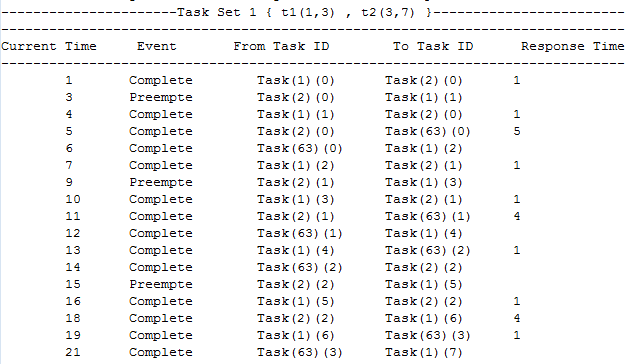 ----------------------Task Set 1 { t1(1,3) , t2(3,7) }------------------------
------------------------------------------------------------------------------
Current Time Event From Task ID To Task ID Response Time
------------------------------------------------------------------------------
1 Complete Task(1)(0) Task(2)(0) 1
3 Preempte Task(2)(0) Task(1)(1)
4 Complete Task(1)(1) Task(2)(0) 1
5 Complete Task(2)(0) Task(63)(0) 5
6 Complete Task(63)(0) Task(1)(2)
7 Complete Task(1)(2) Task(2)(1) 1
9 Preempte Task(2)(1) Task(1)(3)
10 Complete Task(1)(3) Task(2)(1) 1
11 Complete Task(2)(1) Task(63)(1) 4
12 Complete Task(63)(1) Task(1)(4)
13 Complete Task(1)(4) Task(63)(2) 1
14 Complete Task(63)(2) Task(2)(2)
15 Preempte Task(2)(2) Task(1)(5)
16 Complete Task(1)(5) Task(2)(2) 1
18 Complete Task(2)(2) Task(1)(6) 4
19 Complete Task(1)(6) Task(63)(3) 1
21 Complete Task(63)(3) Task(1)(7)